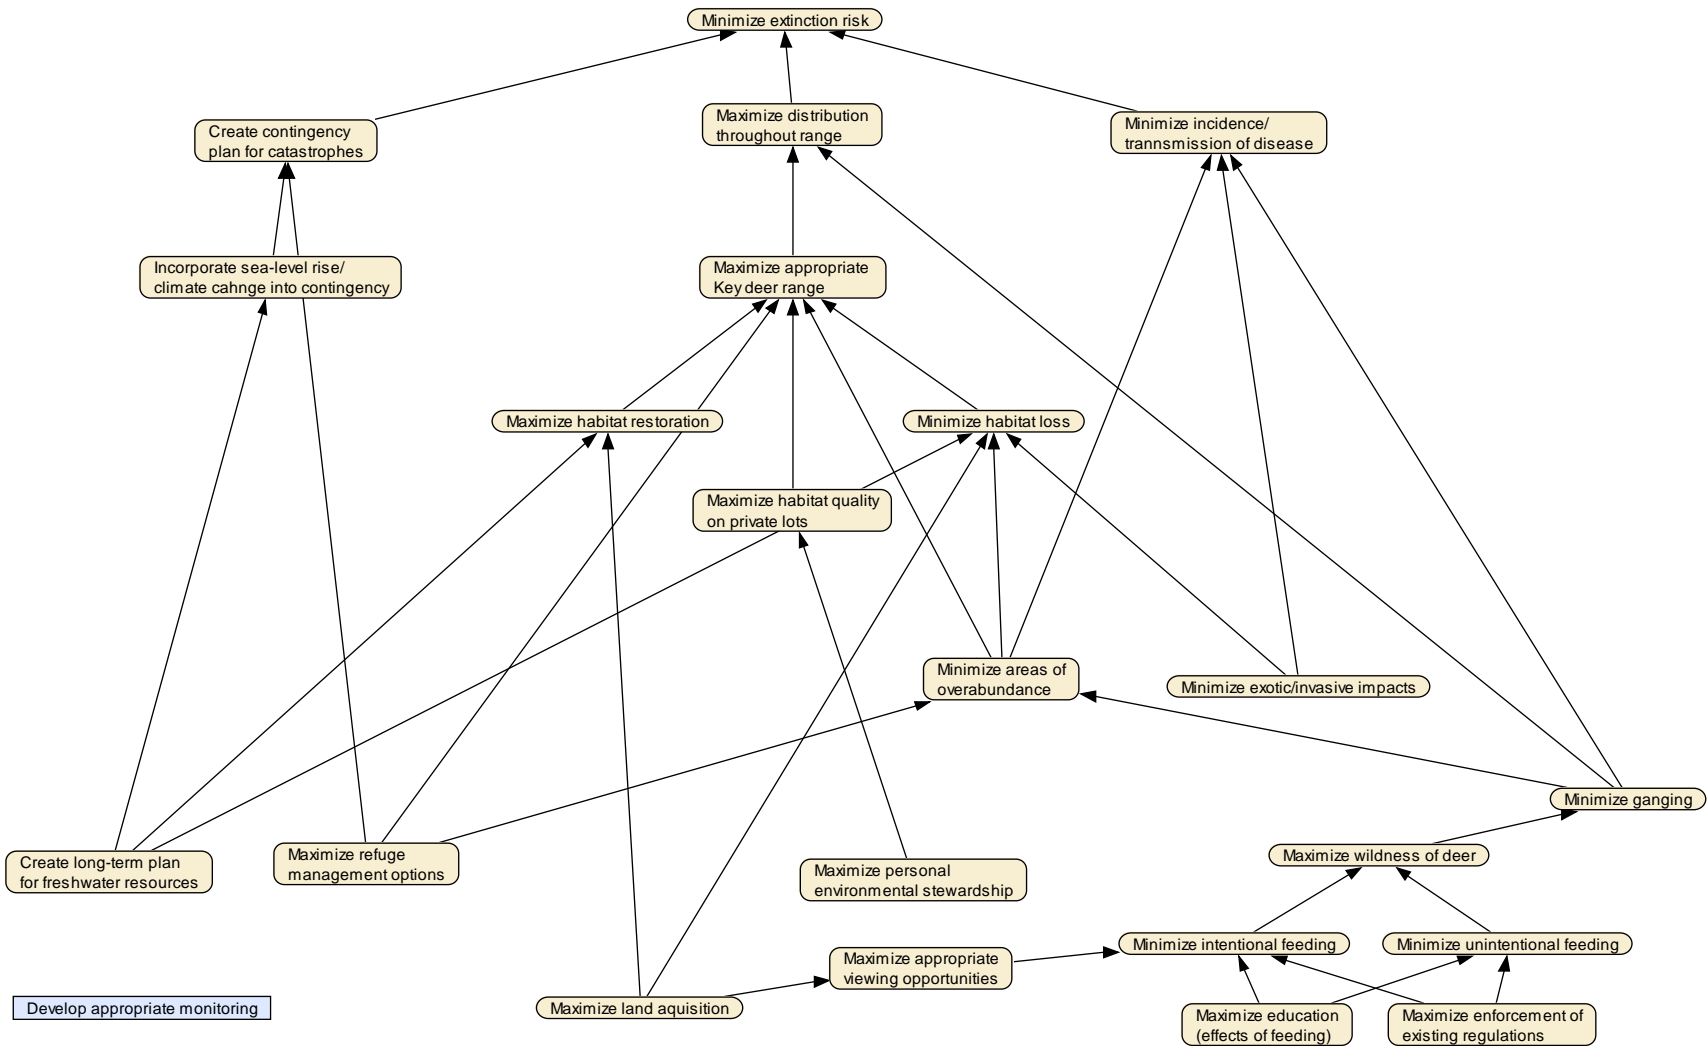 Minimize extinction risk
Maximize distribution
throughout range
Minimize incidence/
trannsmission of disease
Create contingency
plan for catastrophes
Incorporate sea-level rise/
climate cahnge into contingency
Maximize appropriate
Key deer range
Maximize habitat restoration
Minimize habitat loss
Maximize habitat quality
on private lots
Minimize areas of
overabundance
Minimize exotic/invasive impacts
Minimize ganging
Create long-term plan
for freshwater resources
Maximize refuge
management options
Maximize personal
environmental stewardship
Maximize wildness of deer
Minimize intentional feeding
Minimize unintentional feeding
Maximize appropriate
viewing opportunities
Develop appropriate monitoring
Maximize land aquisition
Maximize education
(effects of feeding)
Maximize enforcement of
existing regulations